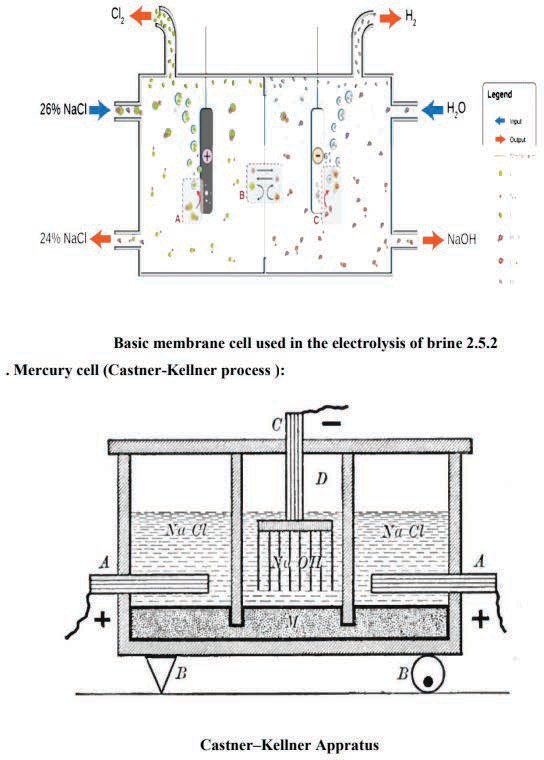 Cl2 H2
Legend
26% NaCl H2O
Input
Output
+ -
A B C
24% NaCl NaOH
Basic membrane cell used in the electrolysis of brine 2.5.2
. Mercury cell (Castner-Kellner process ):
C −
D
Na Cl Na Cl
Na OH
A A
+ M +
B B
Castner–Kellner Appratus